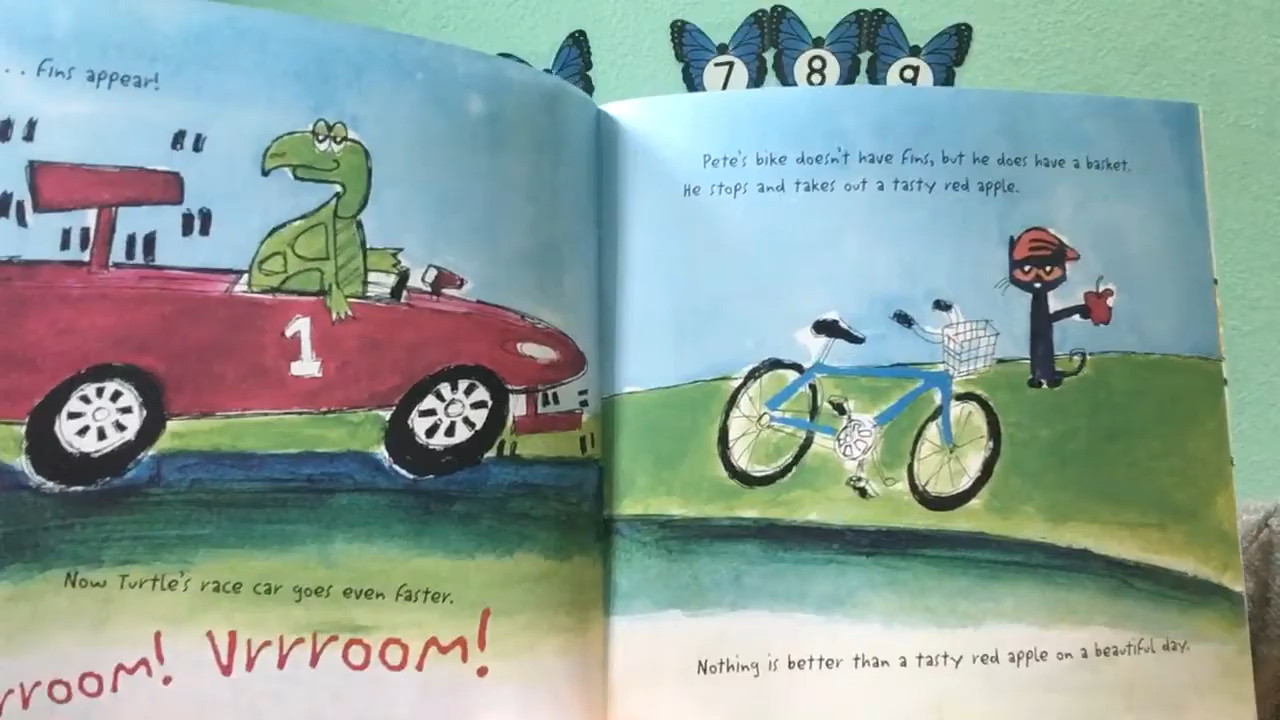 . . fins appear!
1
Now Turtle's race car goes even faster.
rroom! Vrrroom!
7 8 9
Pete's bike doesn't have fins, but he does have a basket.
He stops and takes out a tasty red apple.
Nothing is better than a tasty red apple on a beautiful day.